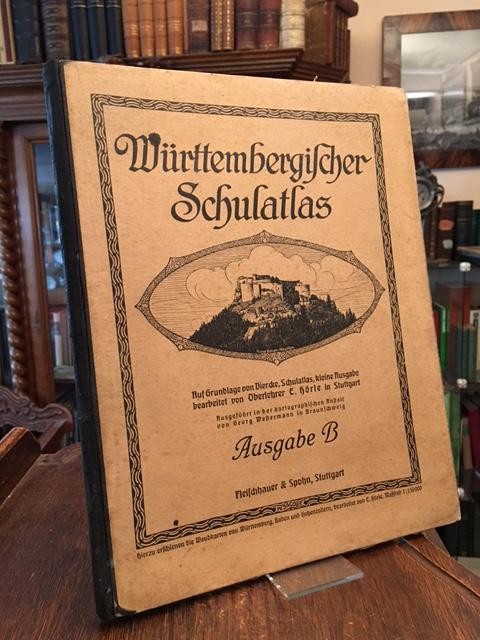 Württembergischer
Schulatlas
Auf Grundlage von Diercke, Schulatlas, kleine Ausgabe
bearbeitet von Oberlehrer C. Hörle in Stuttgart
Ausgeführt in der kartographischen Anstalt
von Georg Westermann in Braunschweig
Ausgabe B
Fleischhauer & Spohn, Stuttgart
Hierzu erschienen die Wandkarten von Württemberg, Baden und Hohenzollern, bearbeitet von C. Hörle. Maßstab 1:150000